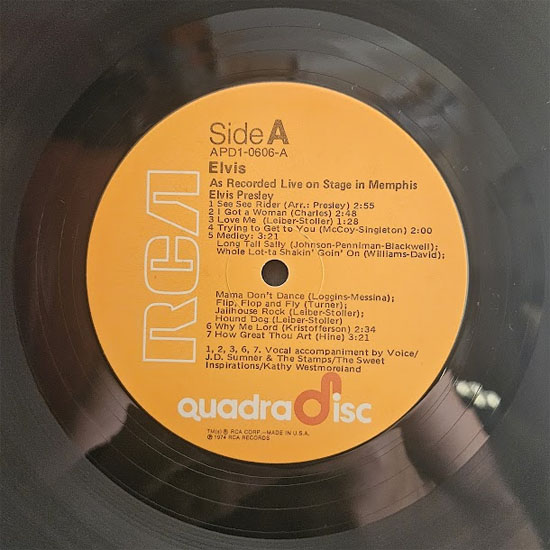 Side A
APD1-0606-A
Elvis
As Recorded Live on Stage in Memphis
Elvis Presley
1 See See Rider (Arr.: Presley) 2:55
2 I Got a Woman (Charles) 2:48
3 Love Me (Leiber-Stoller) 1:28
4 Trying to Get to You (McCoy-Singleton) 2:00
5 Medley: 3:21
Long Tall Sally (Johnson-Penniman-Blackwell);
Whole Lot-ta Shakin' Goin' On (Williams-David);
Mama Don't Dance (Loggins-Messina);
Flip, Flop and Fly (Turner);
Jailhouse Rock (Leiber-Stoller);
Hound Dog (Leiber-Stoller)
6 Why Me Lord (Kristofferson) 2:34
7 How Great Thou Art (Hine) 3:21
1, 2, 3, 6, 7. Vocal accompaniment by Voice/
J.D. Sumner & The Stamps/The Sweet
Inspirations/Kathy Westmoreland
RCA
quadradisc
TM(s) ® RCA CORP.—MADE IN U.S.A.
℗ 1974 RCA RECORDS